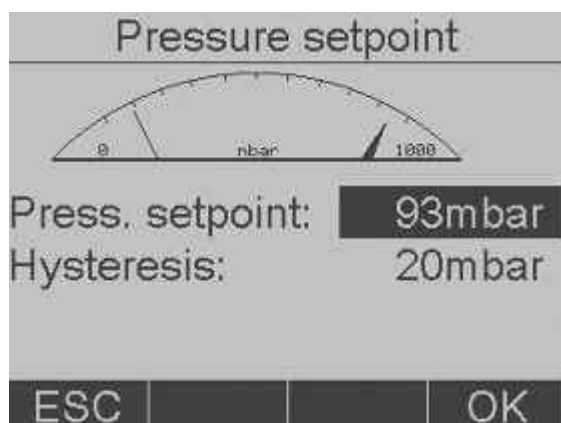 Pressure setpoint
0 mbar 1000
Press. setpoint: 93mbar
Hysteresis: 20mbar
ESC OK